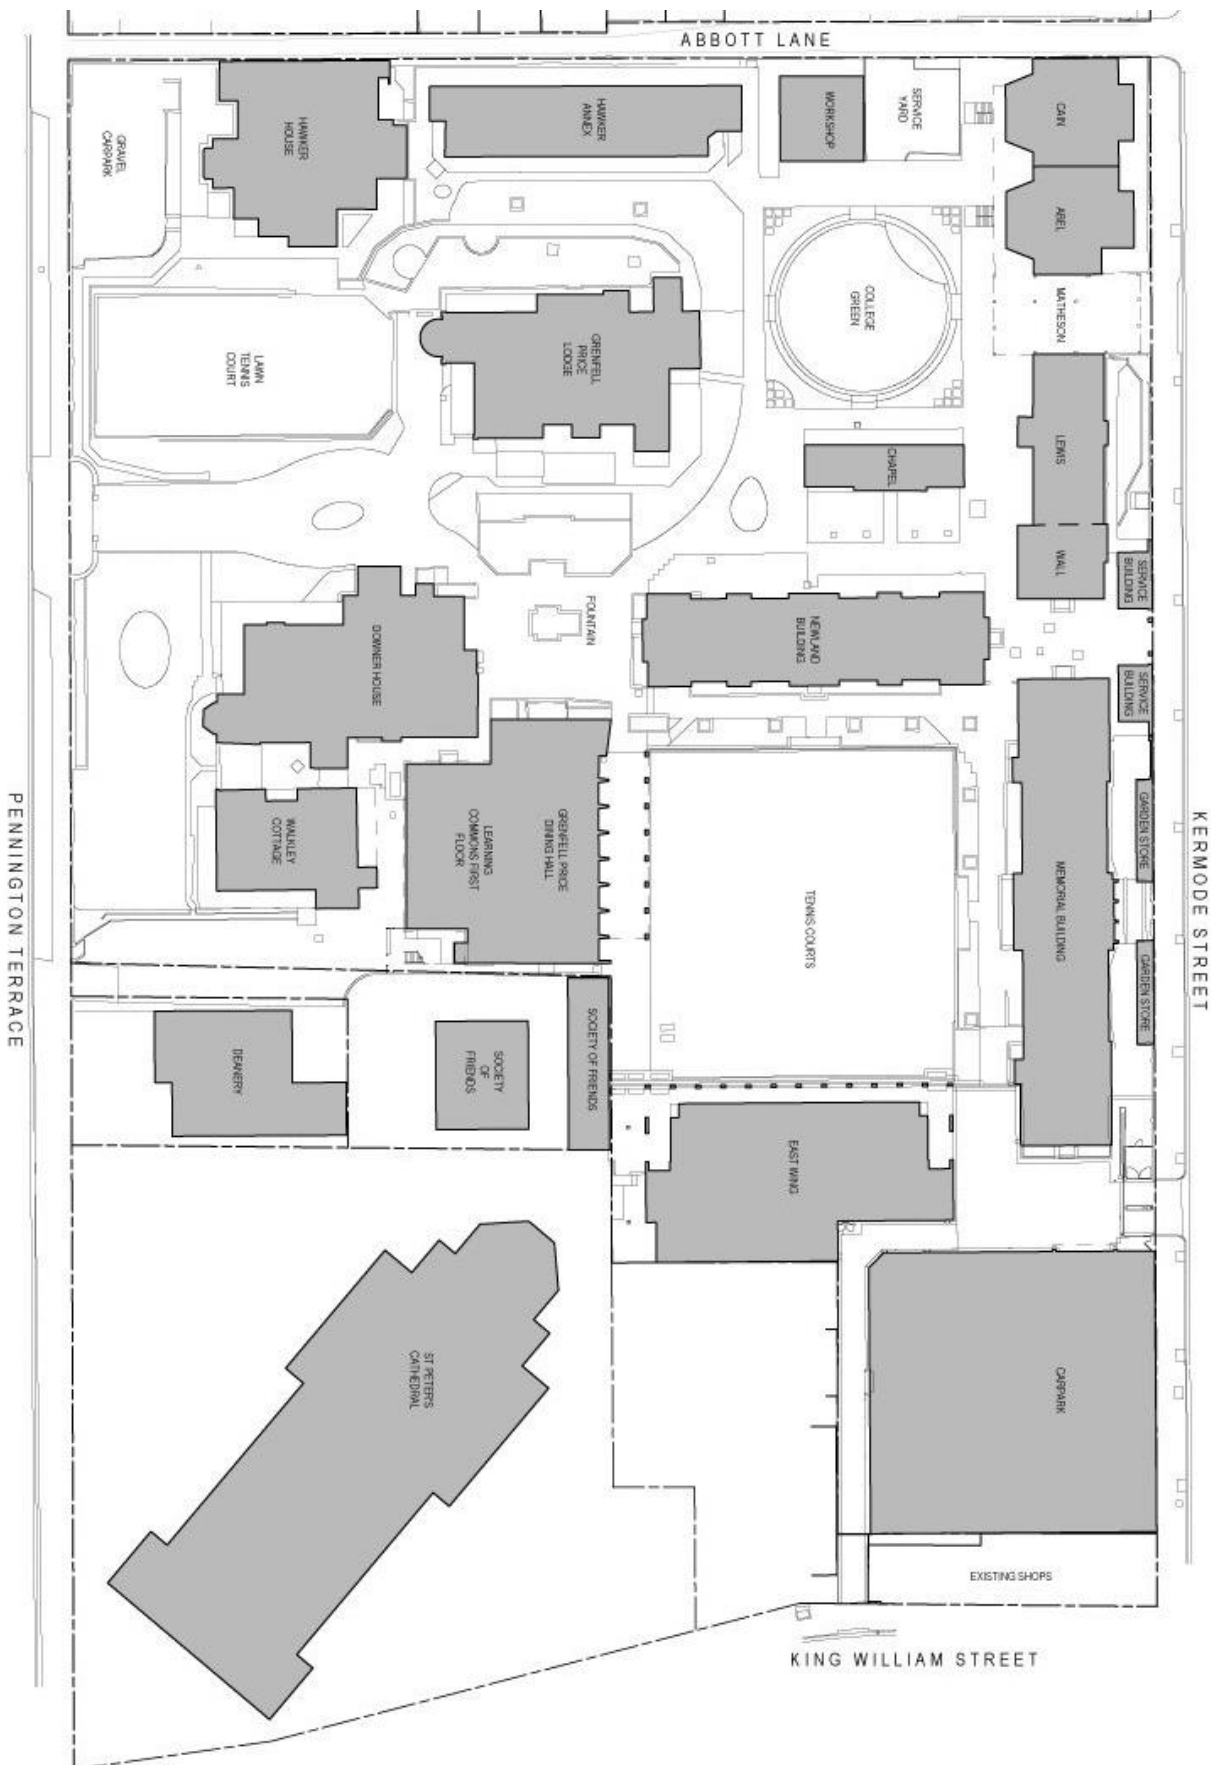 ABBOTT LANE
GRAVEL
CARPARK
HAWKER
HOUSE
HAWKER
ANNEX
WORKSHOP
SERVICE
YARD
CAIN
ABEL
MATHESON
COLLEGE
GREEN
LAWN
TENNIS
COURT
GRENFELL
PRICE
LODGE
CHAPEL
LEWIS
WALL
SERVICE
BUILDING
FOUNTAIN
NEWLAND
BUILDING
DOWNER HOUSE
SERVICE
BUILDING
WALKLEY
COTTAGE
LEARNING
COMMONS FIRST
FLOOR
GRENFELL PRICE
DINING HALL
TENNIS COURTS
MEMORIAL BUILDING
GARDEN STORE
GARDEN STORE
PENNINGTON TERRACE
KERMODE STREET
DEANERY
SOCIETY
OF
FRIENDS
SOCIETY OF FRIENDS
EAST WING
ST PETER'S
CATHEDRAL
CARPARK
EXISTING SHOPS
KING WILLIAM STREET